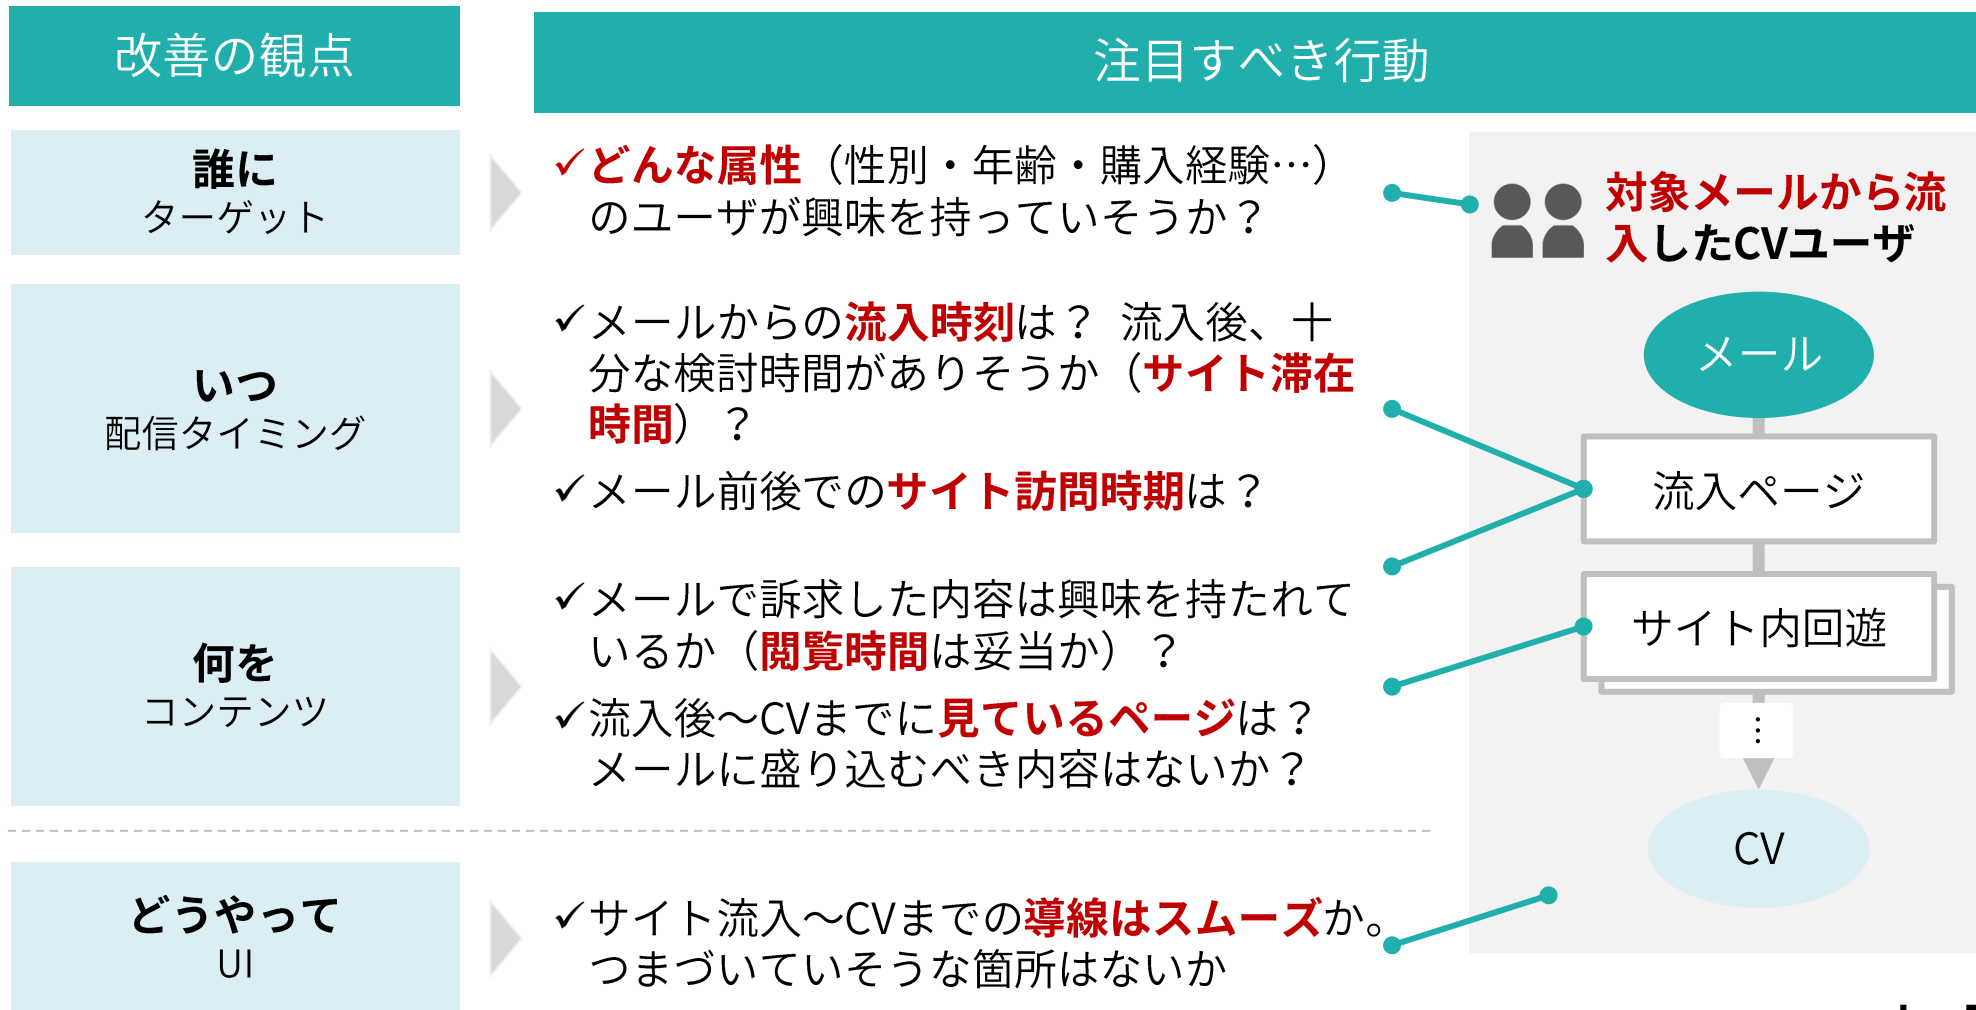 改善の観点
注目すべき行動
誰に
ターゲット
✓どんな属性（性別・年齢・購入経験…）
のユーザが興味を持っていそうか？
いつ
配信タイミング
✓メールからの流入時刻は？ 流入後、十
分な検討時間がありそうか（サイト滞在
時間）？
✓メール前後でのサイト訪問時期は？
何を
コンテンツ
✓メールで訴求した内容は興味を持たれて
いるか（閲覧時間は妥当か）？
✓流入後～CVまでに見ているページは？
メールに盛り込むべき内容はないか？
どうやって
UI
✓サイト流入～CVまでの導線はスムーズか。
つまづいていそうな箇所はないか
対象メールから流
入したCVユーザ
メール
流入ページ
サイト内回遊
…
CV